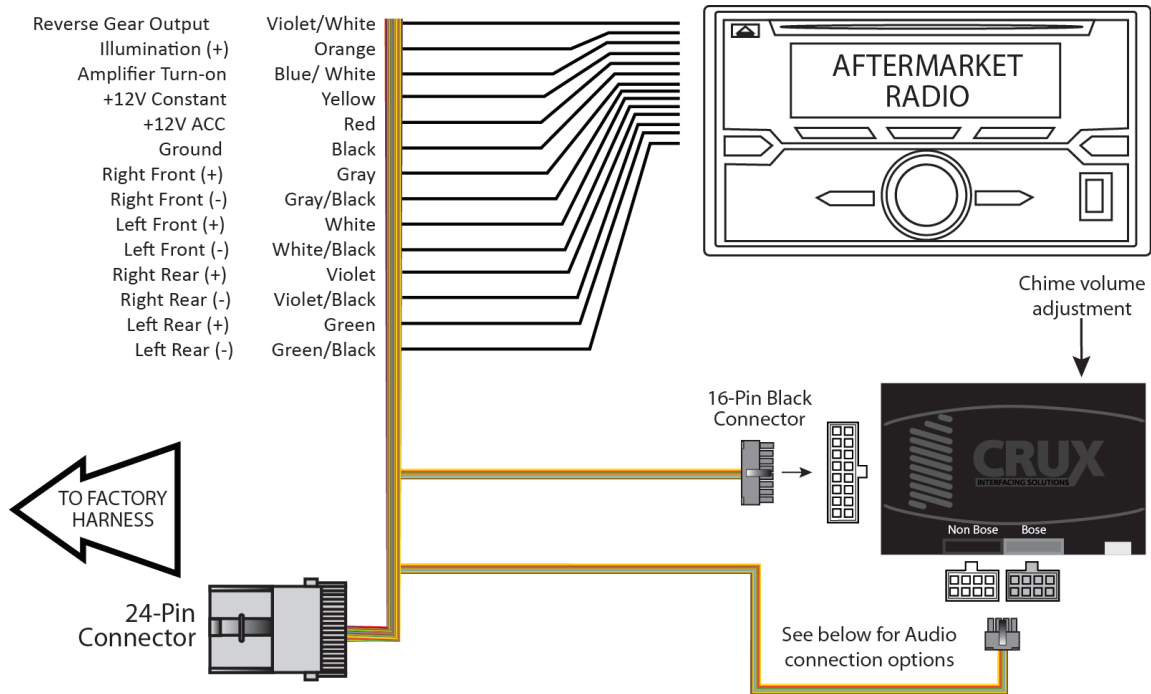 Reverse Gear Output Violet/White
Illumination (+) Orange
Amplifier Turn-on Blue/ White
+12V Constant Yellow
+12V ACC Red
Ground Black
Right Front (+) Gray
Right Front (-) Gray/Black
Left Front (+) White
Left Front (-) White/Black
Right Rear (+) Violet
Right Rear (-) Violet/Black
Left Rear (+) Green
Left Rear (-) Green/Black
AFTERMARKET
RADIO
Chime volume
adjustment
16-Pin Black
Connector
CRUX
INTERFACING SOLUTIONS
Non Bose Bose
TO FACTORY
HARNESS
24-Pin
Connector
See below for Audio
connection options